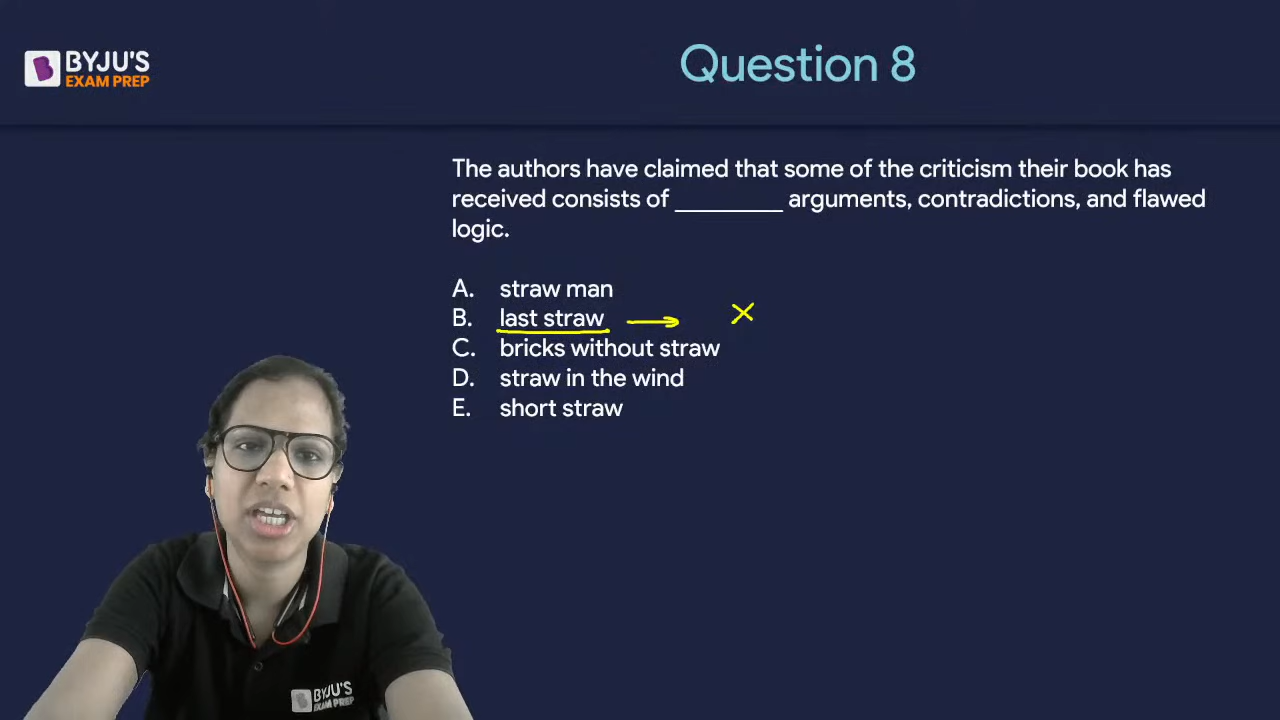 BYJU'S
EXAM PREP
Question 8
The authors have claimed that some of the criticism their book has
received consists of _________ arguments, contradictions, and flawed
logic.
A. straw man
B. last straw
C. bricks without straw
D. straw in the wind
E. short straw
BYJU'S
EXAM PREP